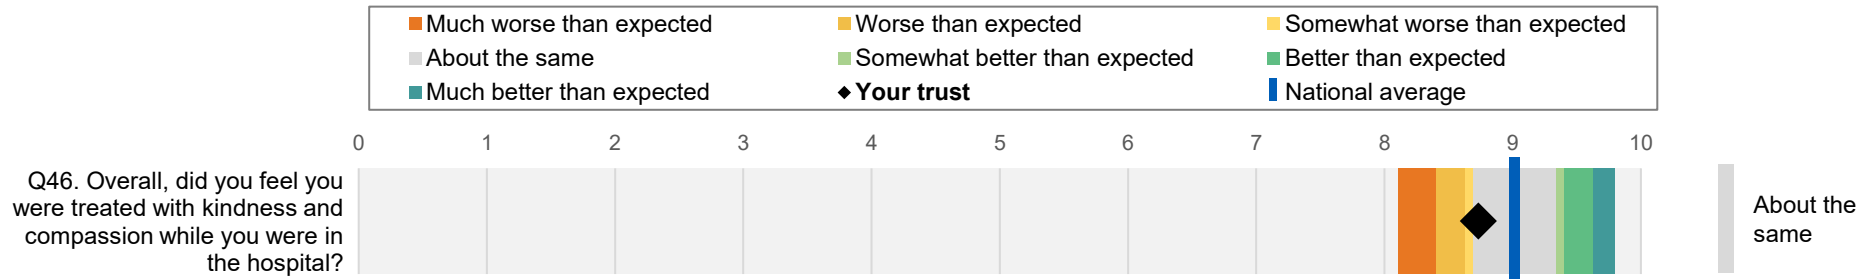 Much worse than expected Worse than expected Somewhat worse than expected
About the same Somewhat better than expected Better than expected
Much better than expected Your trust National average
0 1 2 3 4 5 6 7 8 9 10
Q46. Overall, did you feel you
were treated with kindness and
compassion while you were in
the hospital?
About the
same